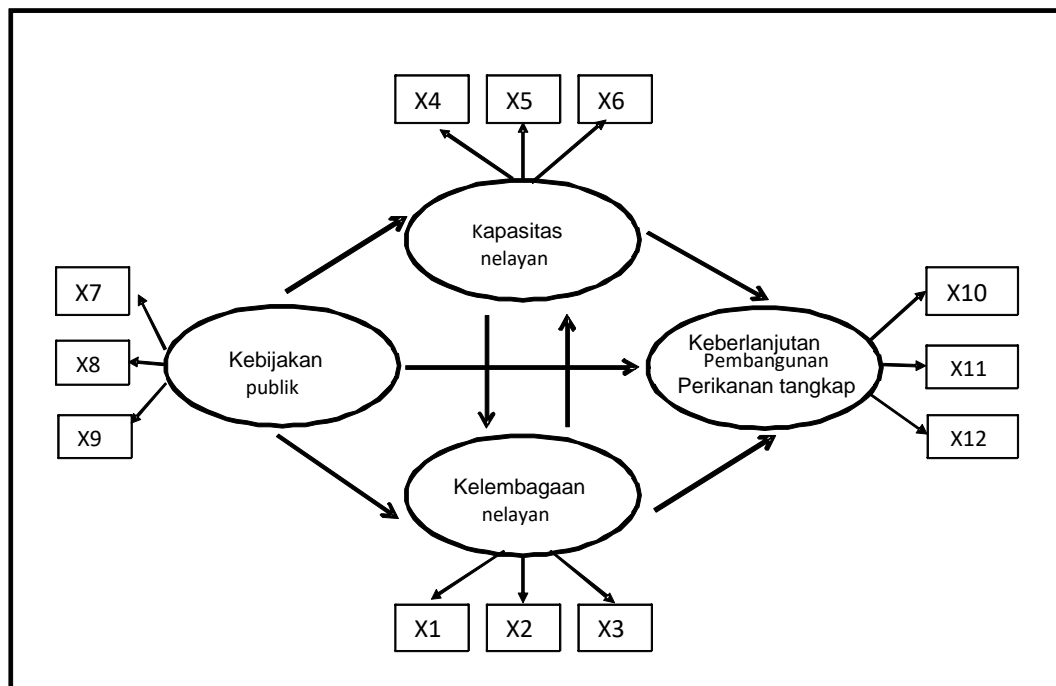 X4 X5 X6
Kapasitas
nelayan
X7
X8
X9
Kebijakan
publik
Keberlanjutan
Pembangunan
Perikanan tangkap
X10
X11
X12
Kelembagaan
nelayan
X1 X2 X3